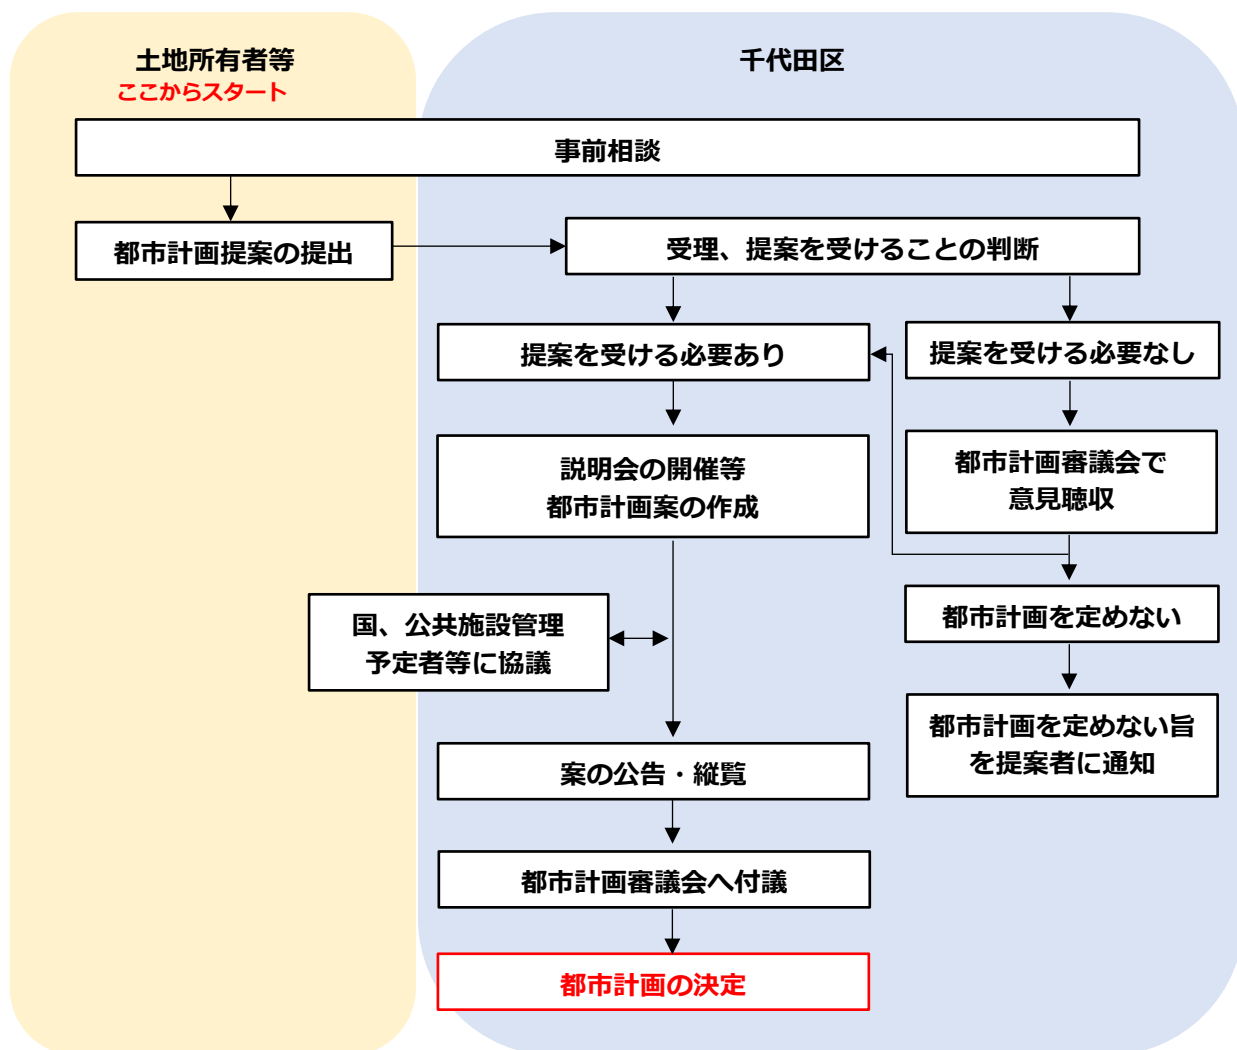 土地所有者等
ここからスタート
千代田区
事前相談
都市計画提案の提出
受理、提案を受けることの判断
提案を受ける必要あり
提案を受ける必要なし
説明会の開催等
都市計画案の作成
都市計画審議会で
意見聴収
国、公共施設管理
予定者等に協議
都市計画を定めない
都市計画を定めない旨
を提案者に通知
案の公告・縦覧
都市計画審議会へ付議
都市計画の決定